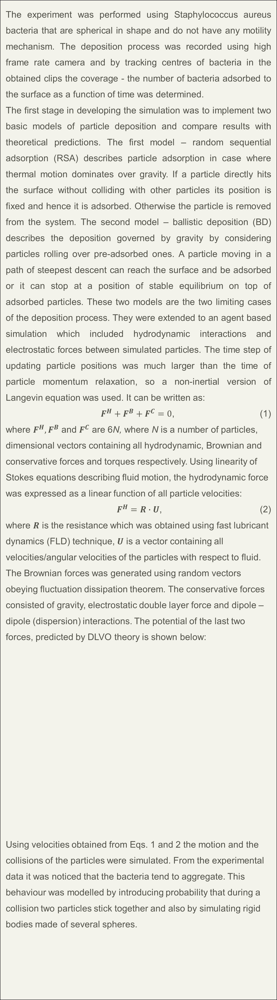 The experiment was performed using Staphylococcus aureus
bacteria that are spherical in shape and do not have any motility
mechanism. The deposition process was recorded using high
frame rate camera and by tracking centres of bacteria in the
obtained clips the coverage - the number of bacteria adsorbed to
the surface as a function of time was determined.
The first stage in developing the simulation was to implement two
basic models of particle deposition and compare results with
theoretical predictions. The first model – random sequential
adsorption (RSA) describes particle adsorption in case where
thermal motion dominates over gravity. If a particle directly hits
the surface without colliding with other particles its position is
fixed and hence it is adsorbed. Otherwise the particle is removed
from the system. The second model – ballistic deposition (BD)
describes the deposition governed by gravity by considering
particles rolling over pre-adsorbed ones. A particle moving in a
path of steepest descent can reach the surface and be adsorbed
or it can stop at a position of stable equilibrium on top of
adsorbed particles. These two models are the two limiting cases
of the deposition process. They were extended to an agent based
simulation which included hydrodynamic interactions and
electrostatic forces between simulated particles. The time step of
updating particle positions was much larger than the time of
particle momentum relaxation, so a non-inertial version of
Langevin equation was used. It can be written as:
F^H + F^B + F^C = 0, (1)
where F^H, F^B and F^C are 6N, where N is a number of particles,
dimensional vectors containing all hydrodynamic, Brownian and
conservative forces and torques respectively. Using linearity of
Stokes equations describing fluid motion, the hydrodynamic force
was expressed as a linear function of all particle velocities:
F^H = R · U, (2)
where R is the resistance which was obtained using fast lubricant
dynamics (FLD) technique, U is a vector containing all
velocities/angular velocities of the particles with respect to fluid.
The Brownian forces was generated using random vectors
obeying fluctuation dissipation theorem. The conservative forces
consisted of gravity, electrostatic double layer force and dipole –
dipole (dispersion) interactions. The potential of the last two
forces, predicted by DLVO theory is shown below:
Using velocities obtained from Eqs. 1 and 2 the motion and the
collisions of the particles were simulated. From the experimental
data it was noticed that the bacteria tend to aggregate. This
behaviour was modelled by introducing probability that during a
collision two particles stick together and also by simulating rigid
bodies made of several spheres.